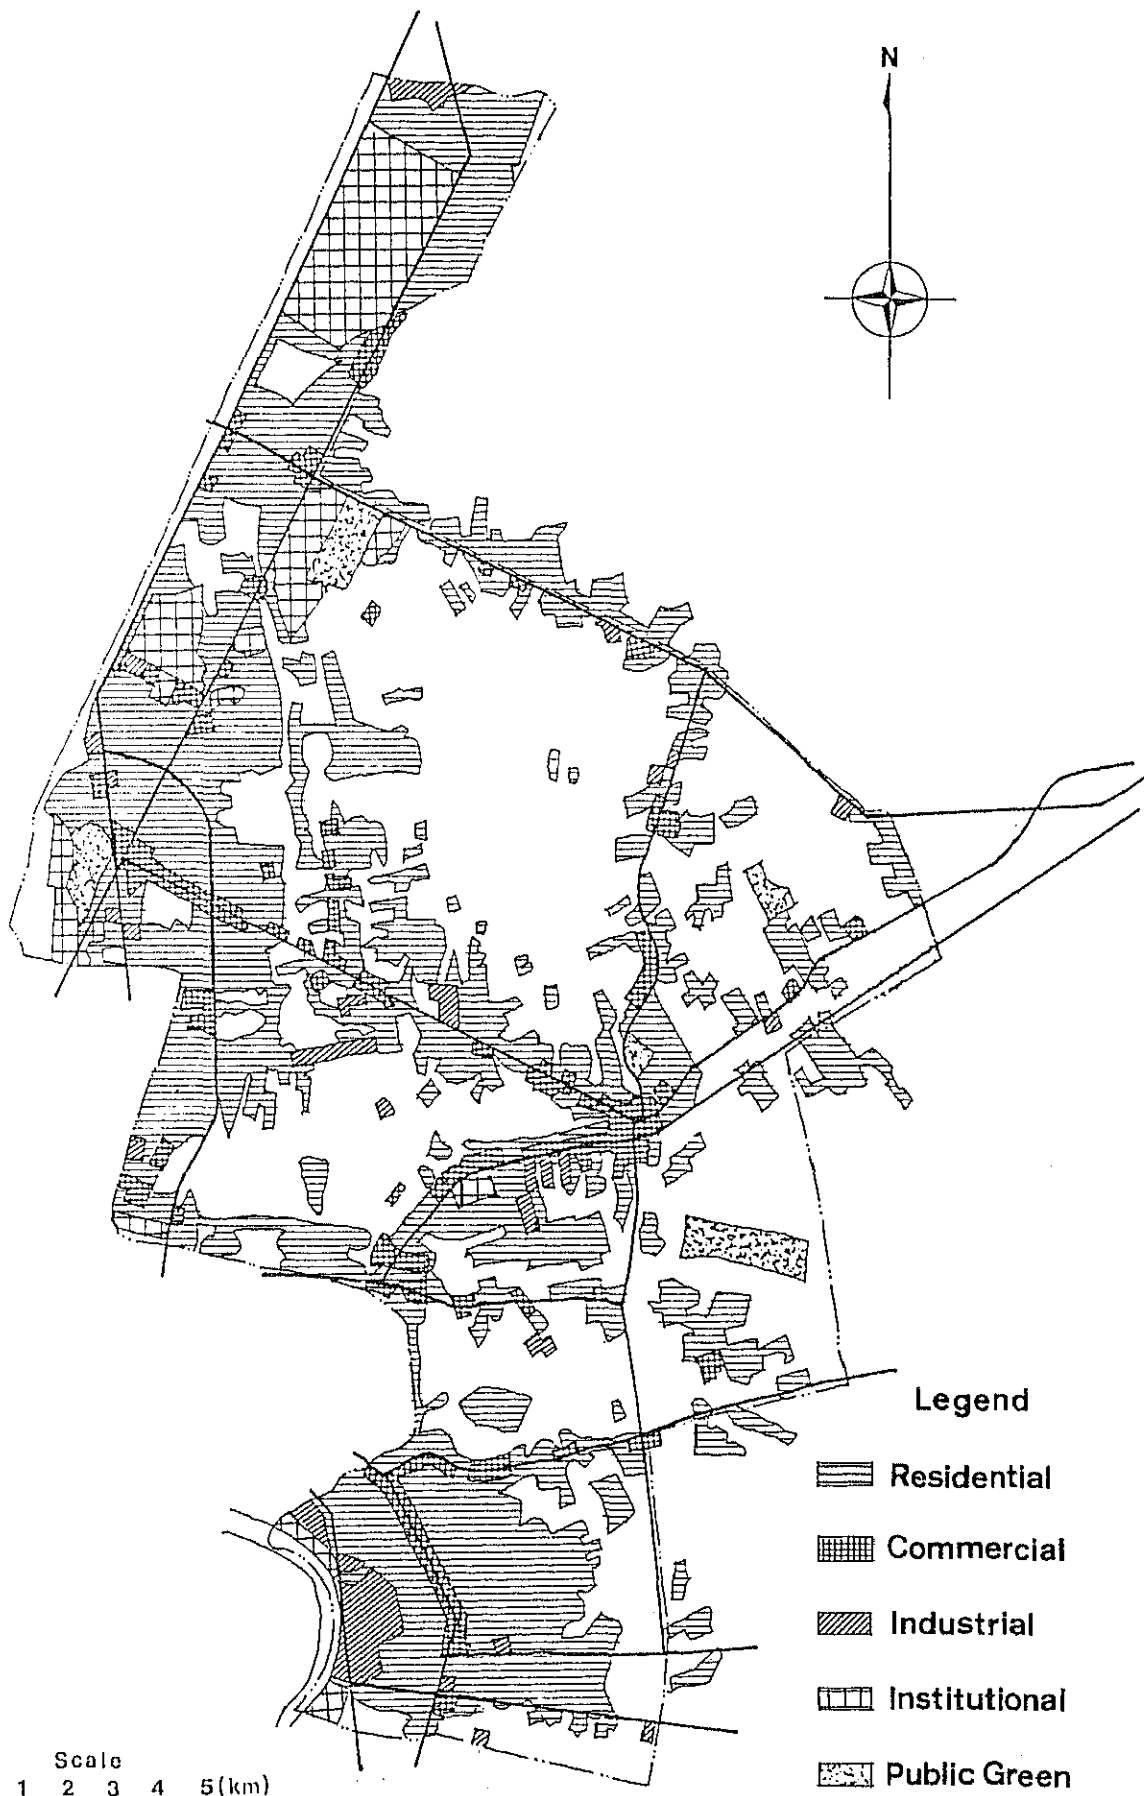 N
Legend
Residential
Commercial
Industrial
Institutional
Public Green
Scale
1 2 3 4 5(km)